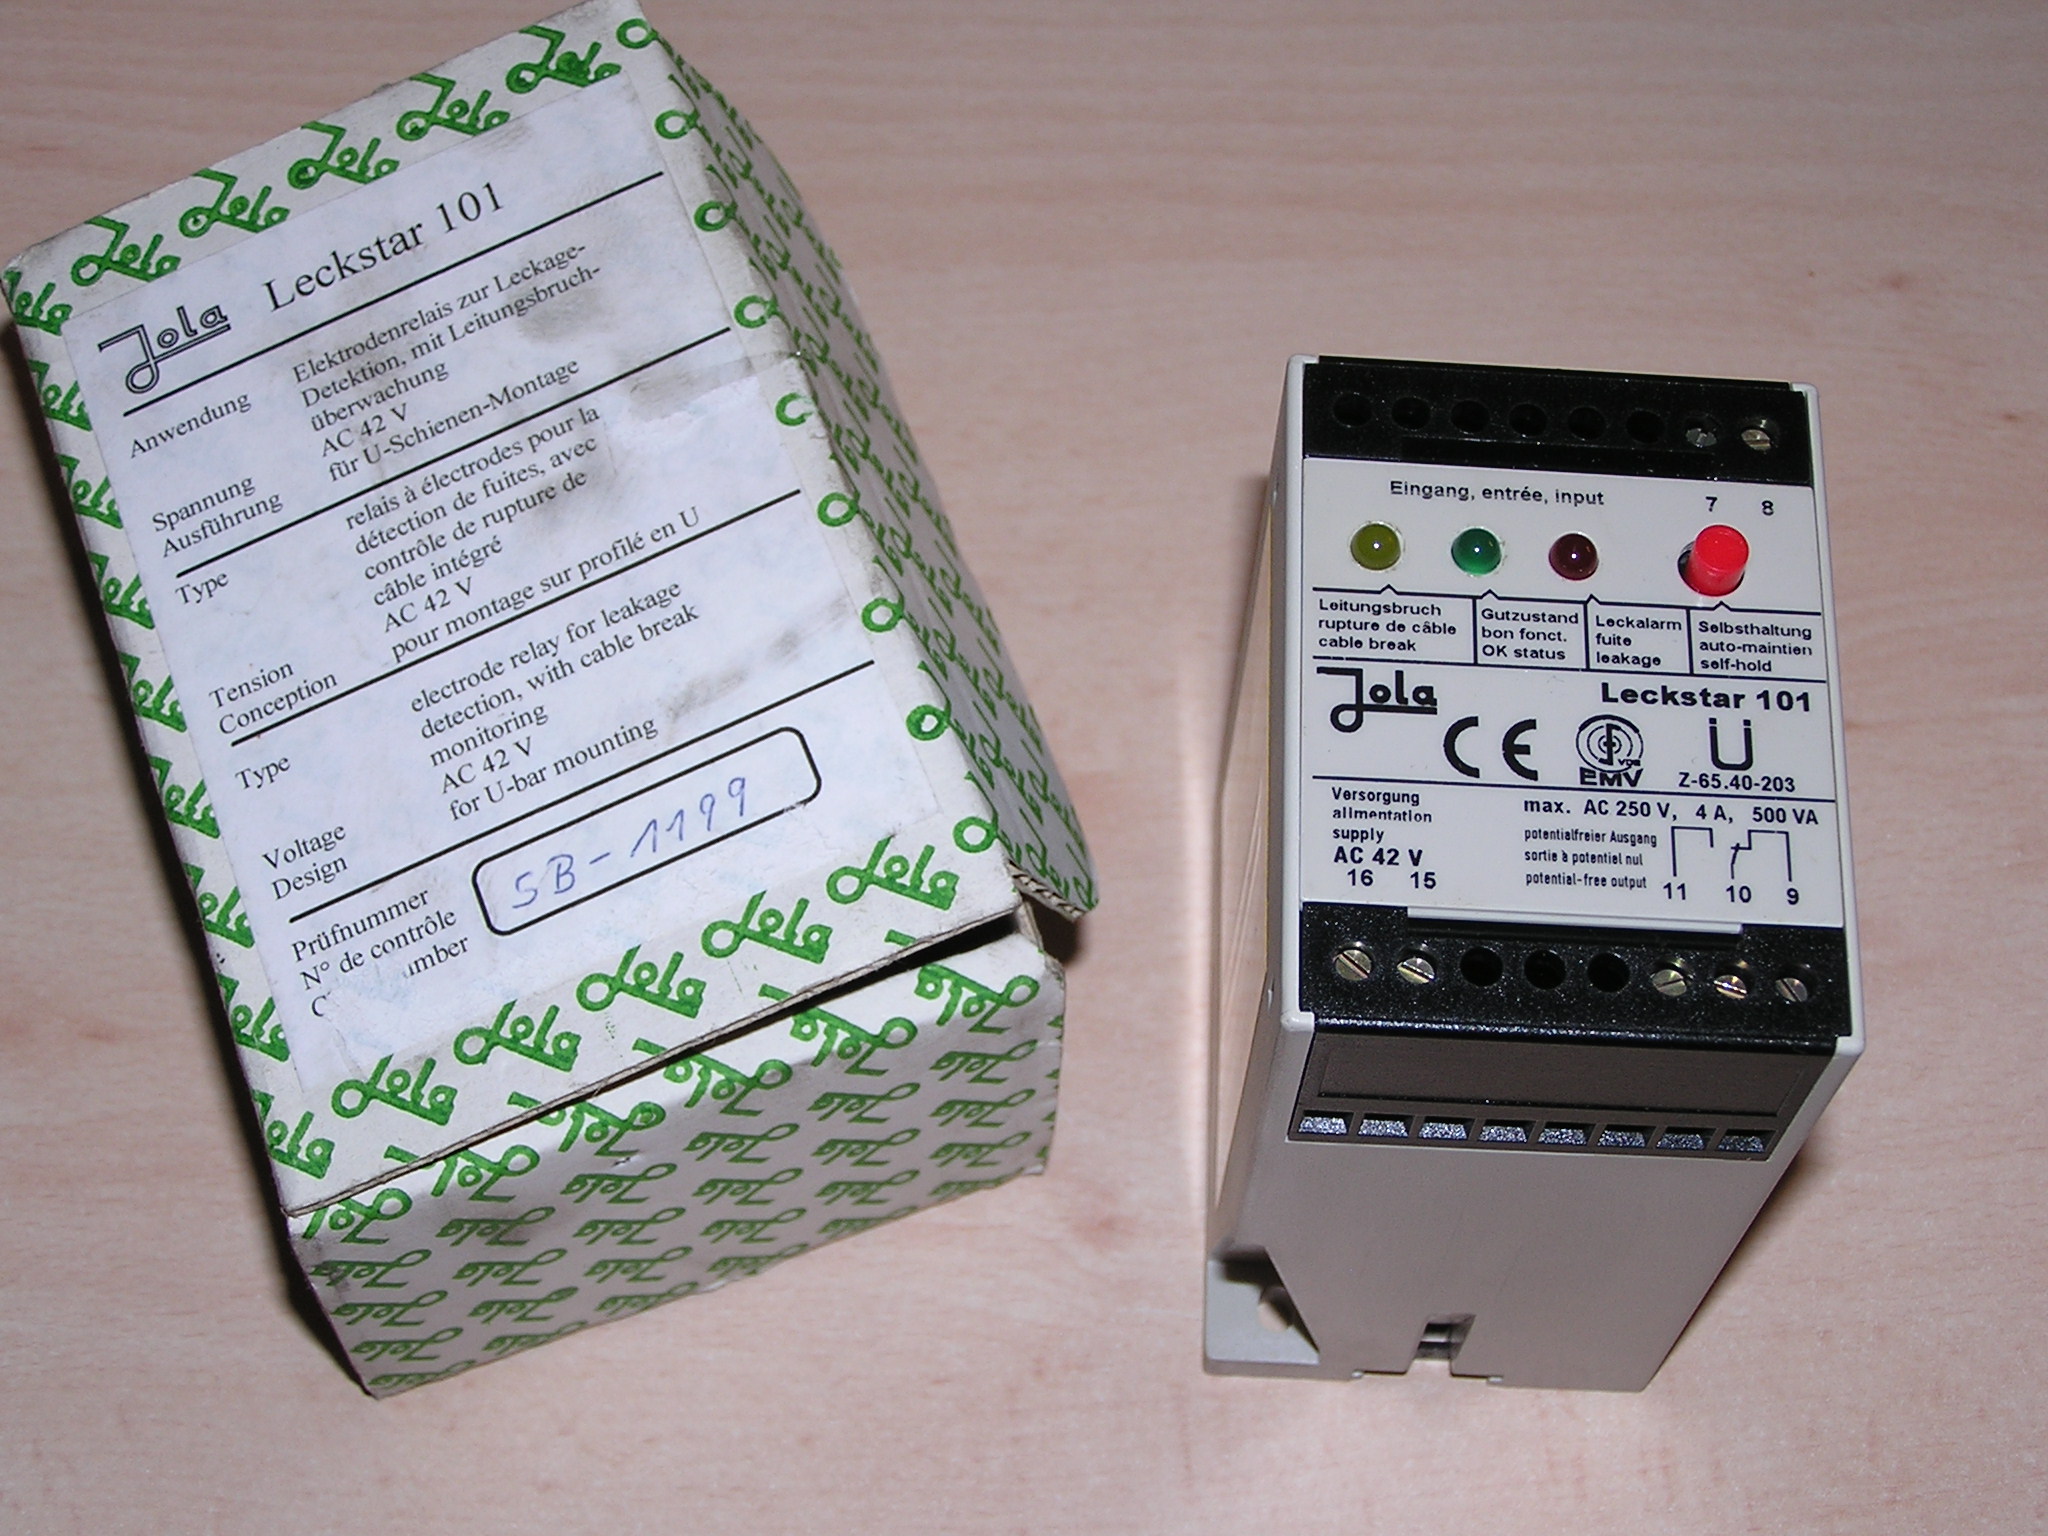 Jola Leckstar 101
Anwendung
Elektrodenrelais zur Leckage-
Detektion, mit Leitungsbruch-
überwachung
Spannung AC 42 V
Ausführung für U-Schienen-Montage
Type
relais à électrodes pour la
détection de fuites, avec
contrôle de rupture de
câble intégré
Tension AC 42 V
Conception pour montage sur profilé en U
Type
electrode relay for leakage
detection, with cable break
monitoring
Voltage AC 42 V
Design for U-bar mounting
Prüfnummer
N° de contrôle
SB-1199
Eingang, entrée, input
7 8
Leitungsbruch
rupture de câble
cable break
Gutzustand
bon fonct.
OK status
Leckalarm
fuite
leakage
Selbsthaltung
auto-maintien
self-hold
Jola
Leckstar 101
CE
VDE
EMV
Ü
Z-65.40-203
Versorgung
alimentation
supply
AC 42 V
16 15
max. AC 250 V, 4 A, 500 VA
potentialfreier Ausgang
sortie à potentiel nul
potential-free output
11 10 9